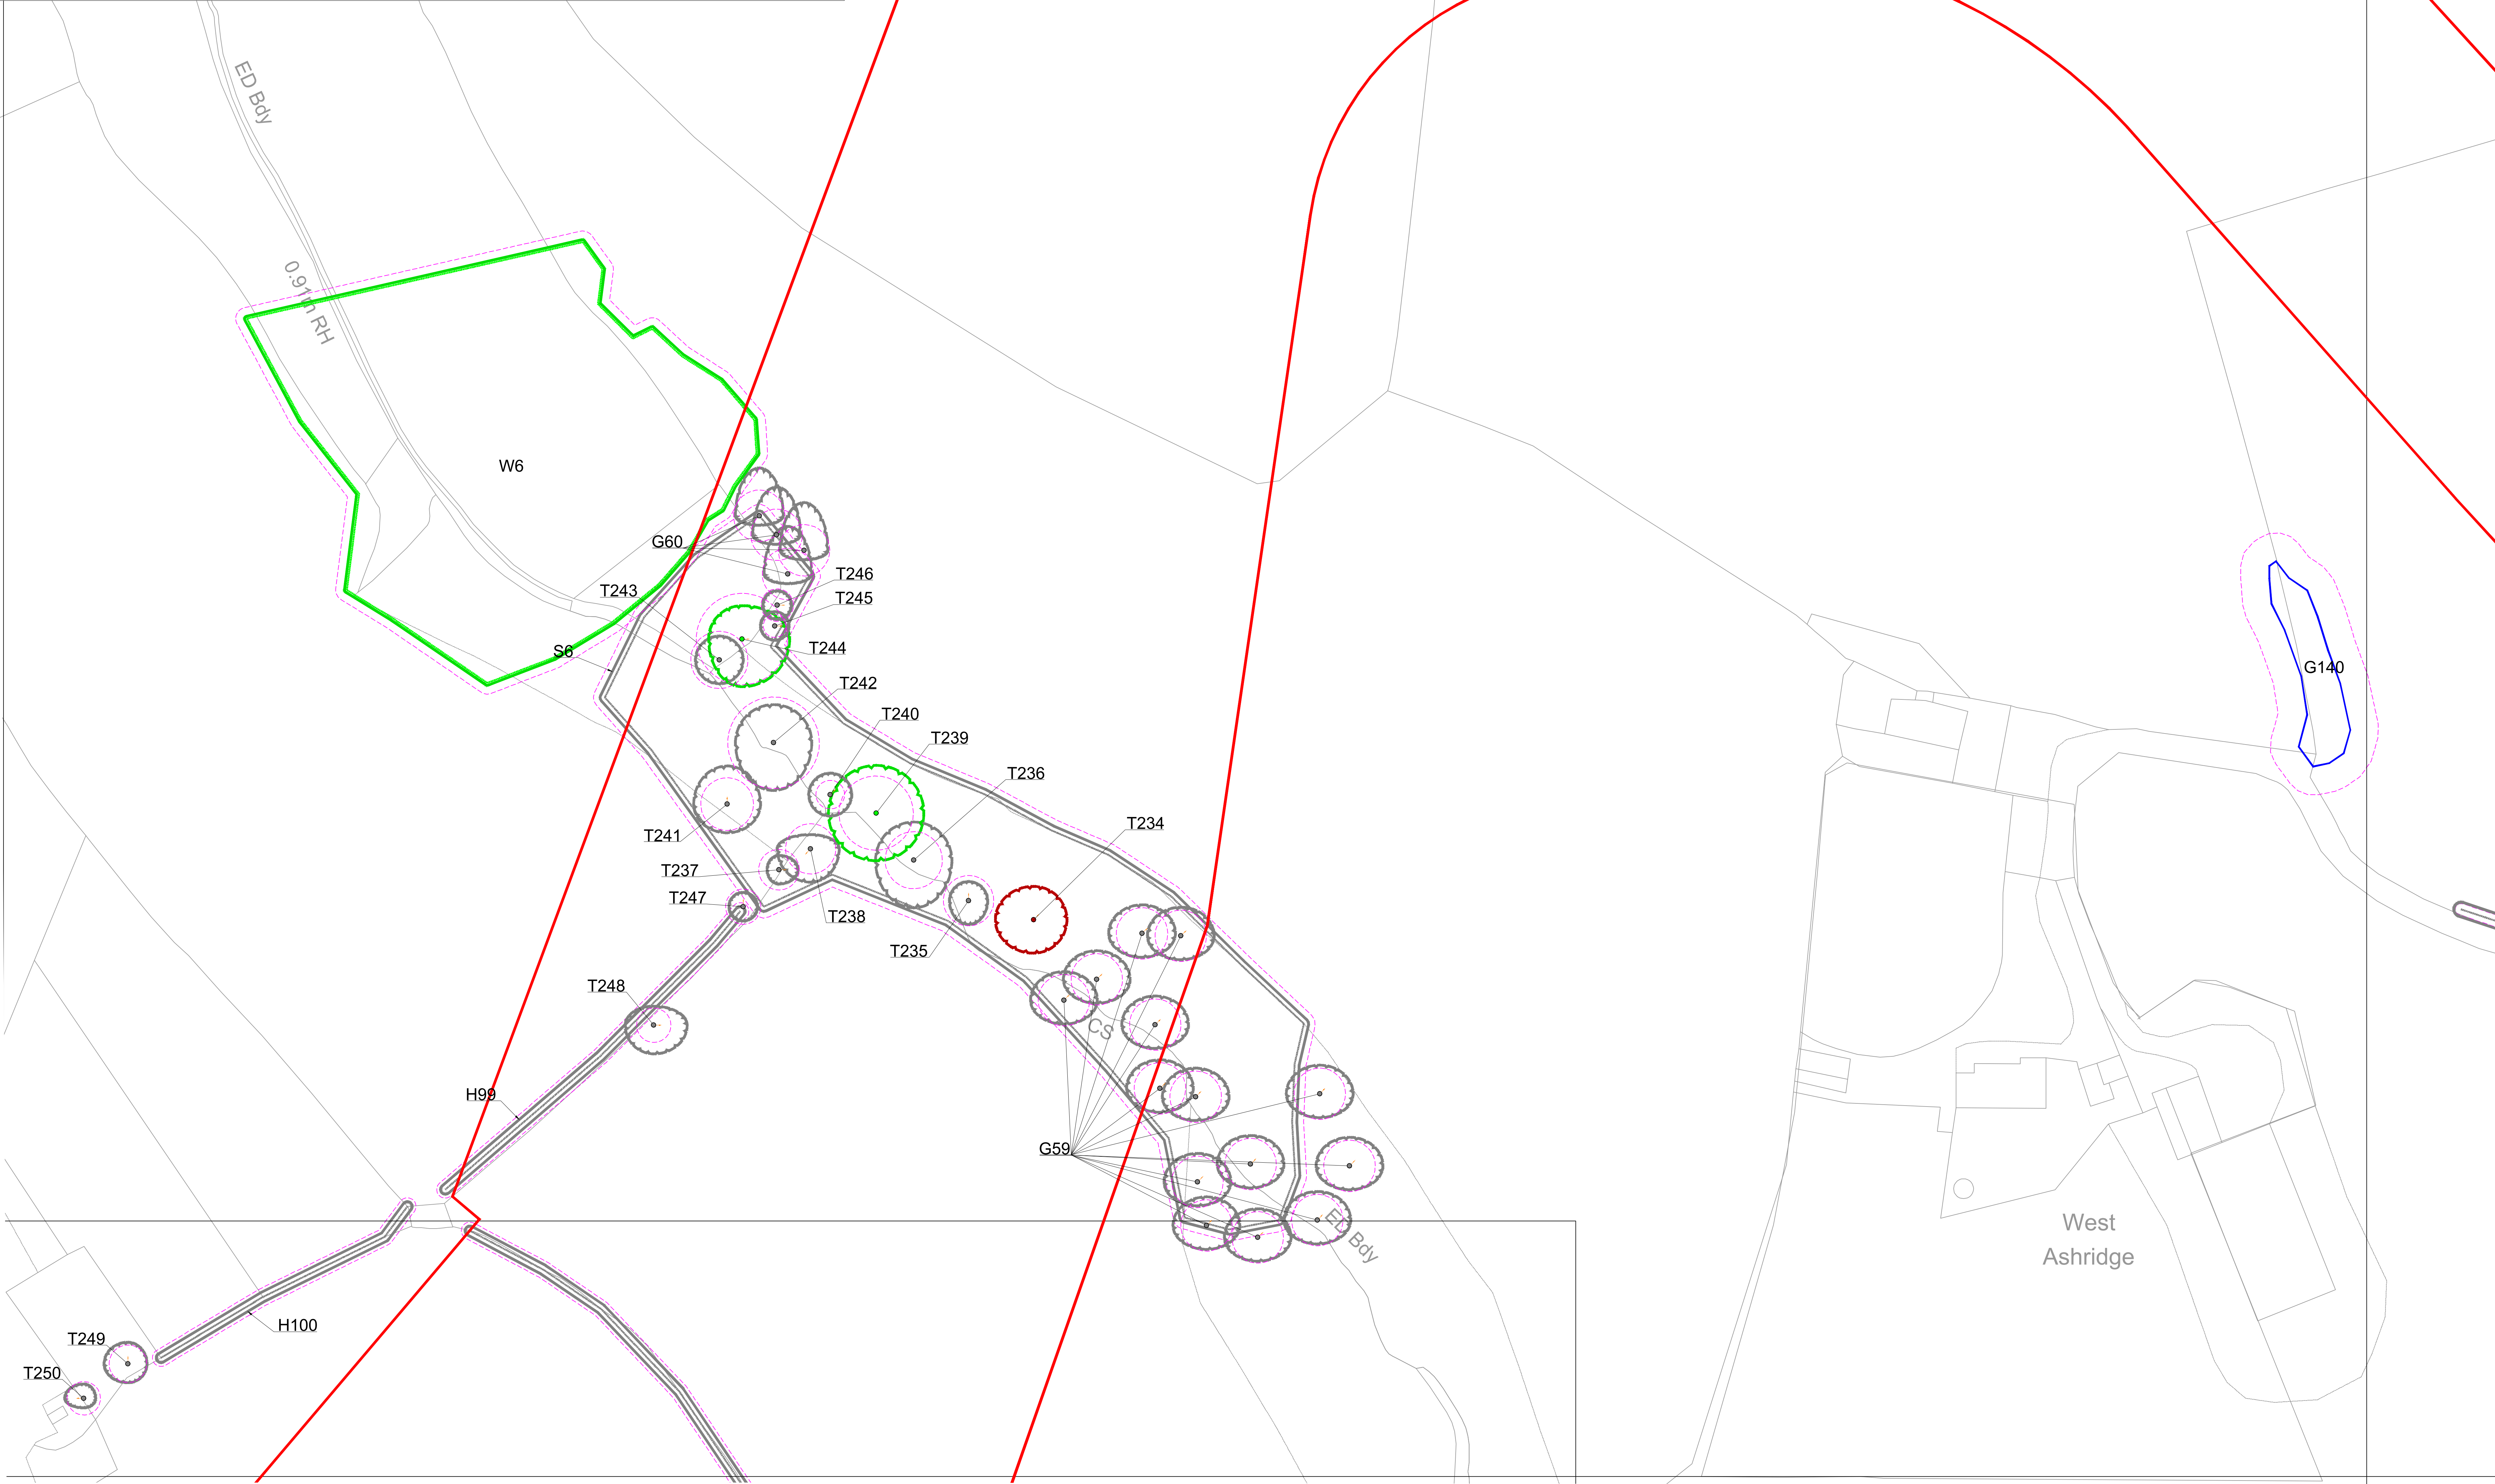 ED Bdy
0.91m RH
W6
G60
T246
T243
T245
T244
S6
G140
T242
T240
T239
T236
T234
T241
T237
T247
T238
T235
T248
CS
H99
G59
ED Bdy
West
Ashridge
H100
T249
T250